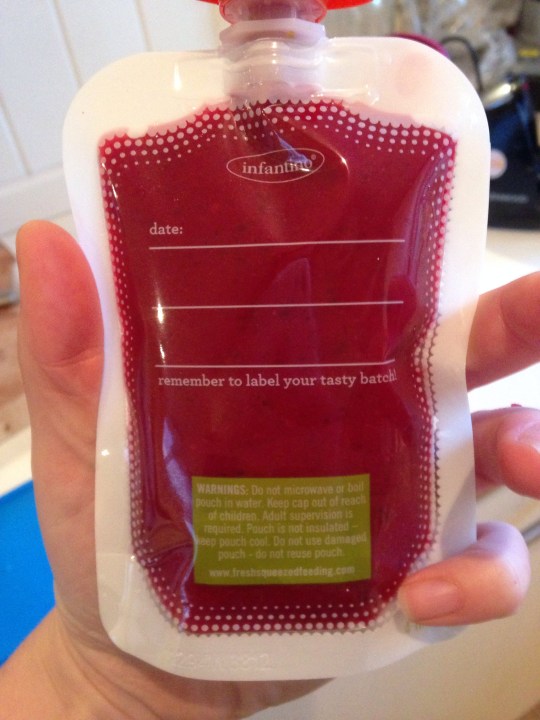 infantino®
date:
remember to label your tasty batch!
WARNINGS: Do not microwave or boil
pouch in water. Keep cap out of reach
of children. Adult supervision is
required. Pouch is not insulated -
keep pouch cool. Do not use damaged
pouch - do not reuse pouch.
www.freshsqueezedfeeding.com